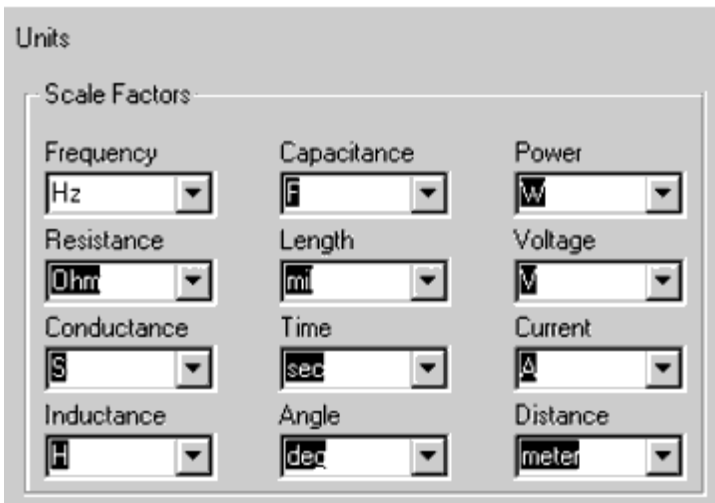 Units
Scale Factors
Frequency Capacitance Power
Hz F W
Resistance Length Voltage
Ohm mil V
Conductance Time Current
S sec A
Inductance Angle Distance
H deg meter